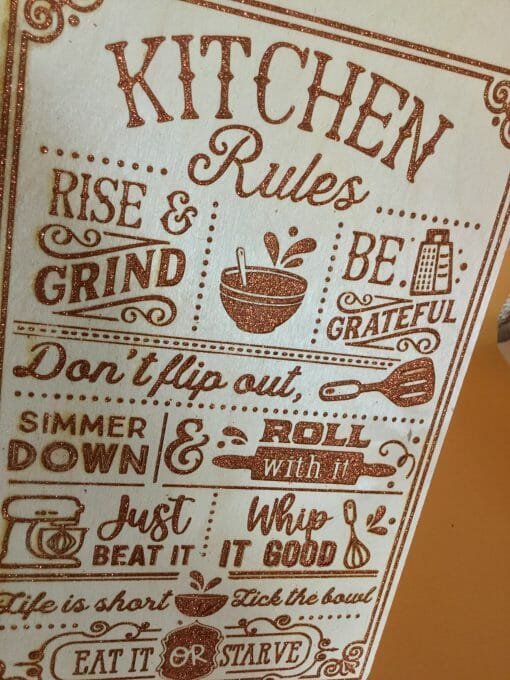 KITCHEN
Rules
RISE &
GRIND
BE
GRATEFUL
Don't flip out,
SIMMER
DOWN
&
ROLL
with it
Just
BEAT IT
Whip
IT GOOD
Life is short
Lick the bowl
EAT IT OR STARVE